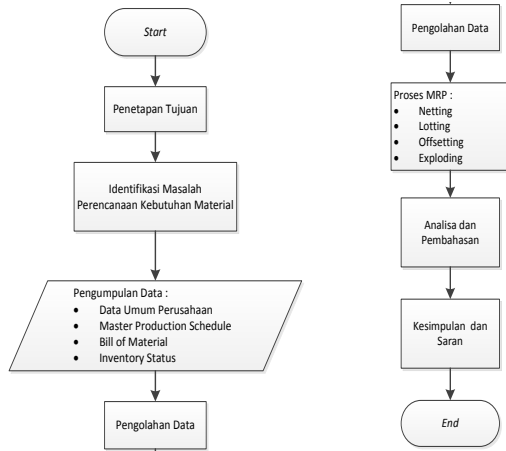 Start
Penetapan Tujuan
Identifikasi Masalah
Perencanaan Kebutuhan Material
Pengumpulan Data :
• Data Umum Perusahaan
• Master Production Schedule
• Bill of Material
• Inventory Status
Pengolahan Data
Pengolahan Data
Proses MRP :
• Netting
• Lotting
• Offsetting
• Exploding
Analisa dan
Pembahasan
Kesimpulan dan
Saran
End